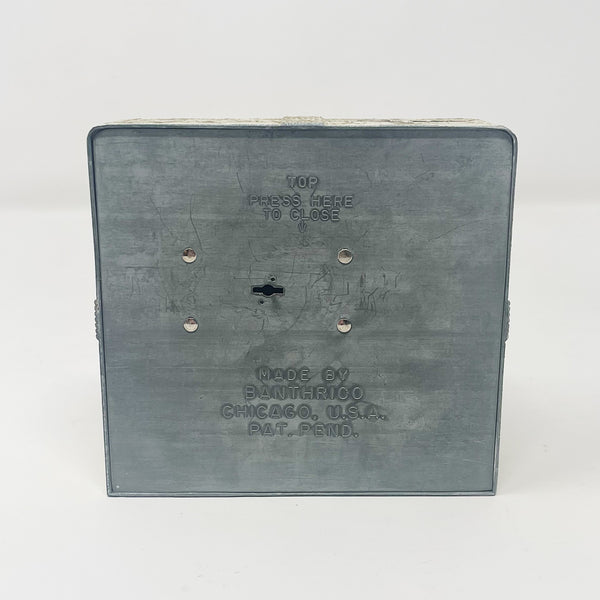 TOP
PRESS HERE
TO CLOSE
MADE BY
BANTHRICO
CHICAGO, U.S.A.
PAT. PEND.